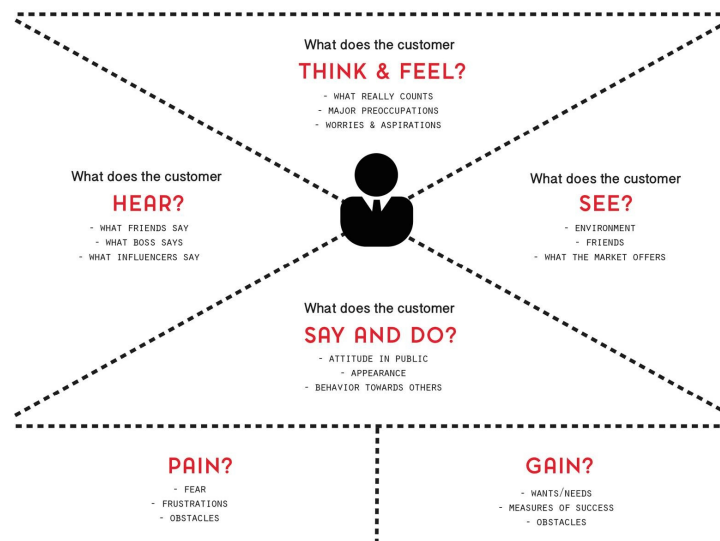 What does the customer
THINK & FEEL?
- WHAT REALLY COUNTS
- MAJOR PREOCCUPATIONS
- WORRIES & ASPIRATIONS
What does the customer
HEAR?
- WHAT FRIENDS SAY
- WHAT BOSS SAYS
- WHAT INFLUENCERS SAY
What does the customer
SEE?
- ENVIRONMENT
- FRIENDS
- WHAT THE MARKET OFFERS
What does the customer
SAY AND DO?
- ATTITUDE IN PUBLIC
- APPEARANCE
- BEHAVIOR TOWARDS OTHERS
PAIN?
- FEAR
- FRUSTRATIONS
- OBSTACLES
GAIN?
- WANTS/NEEDS
- MEASURES OF SUCCESS
- OBSTACLES